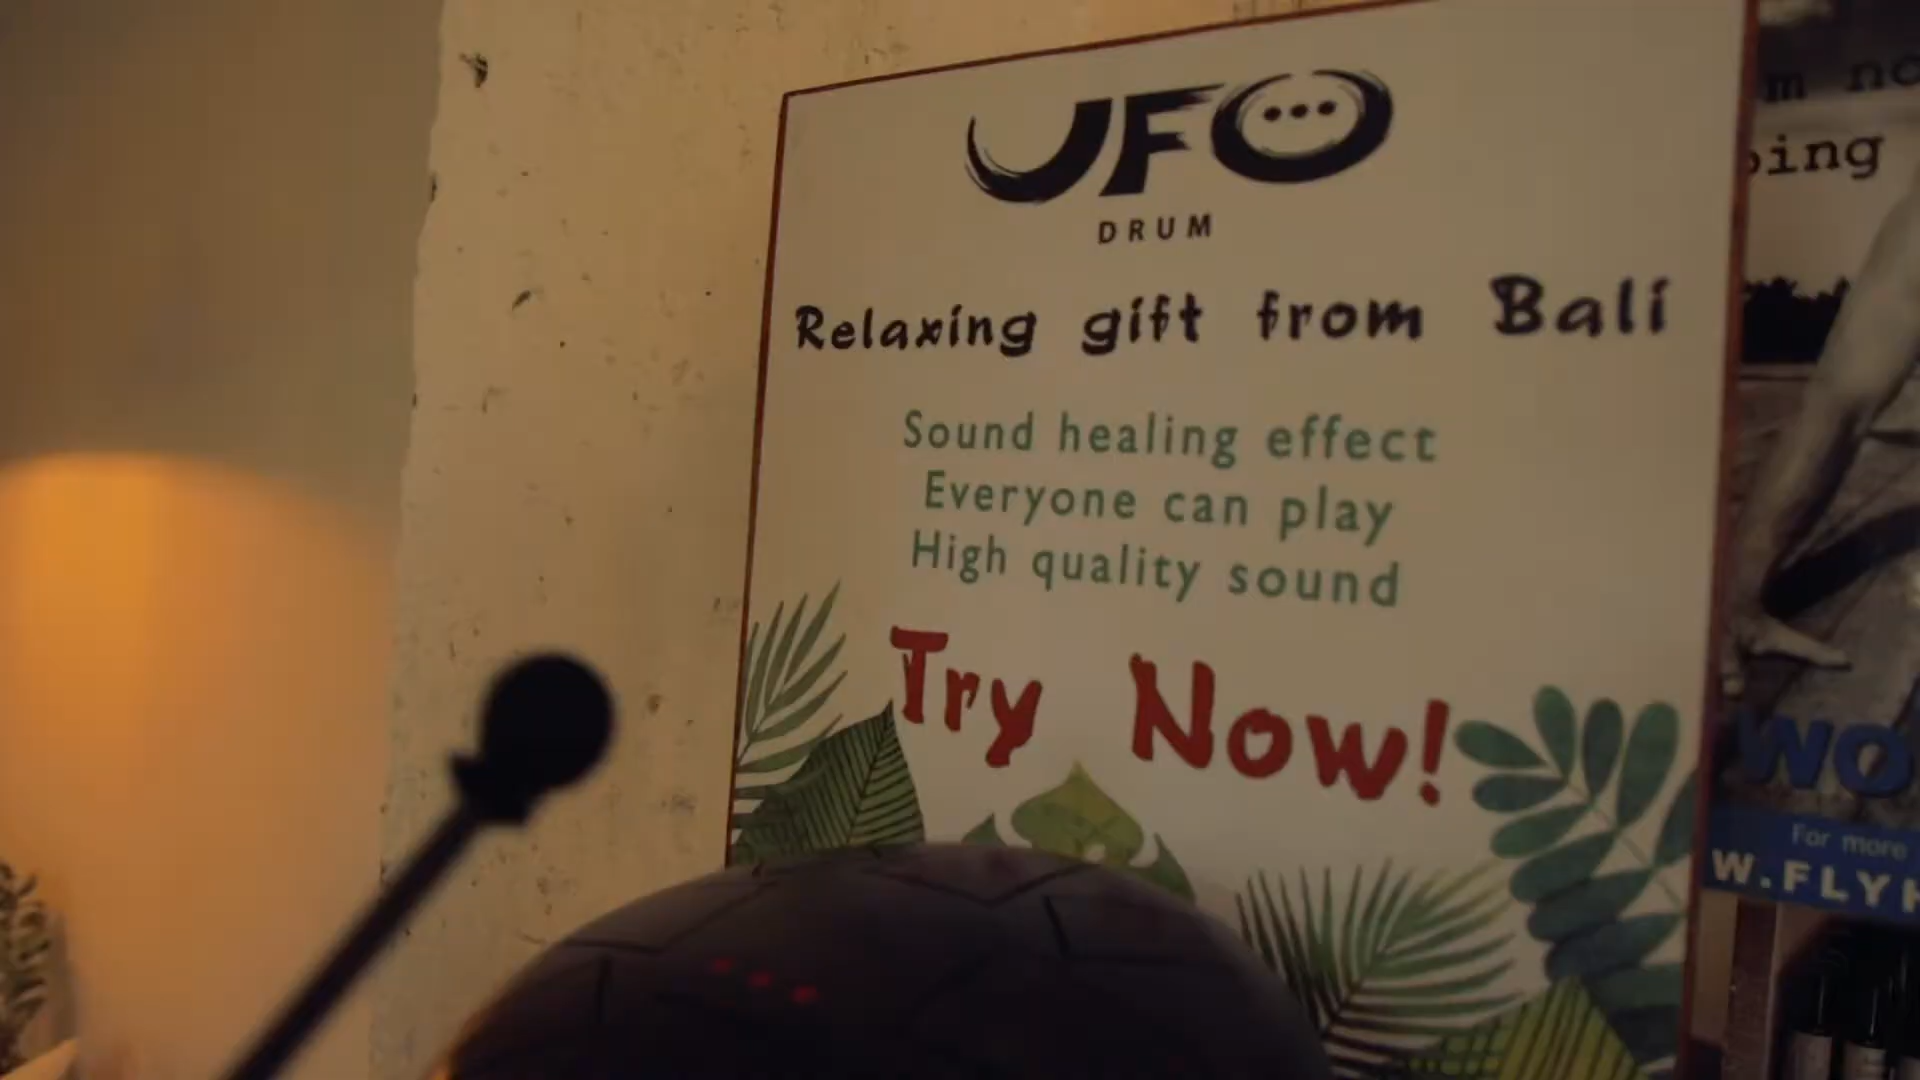 UFO
DRUM
Relaxing gift from Bali
Sound healing effect
Everyone can play
High quality sound
Try Now!
For more